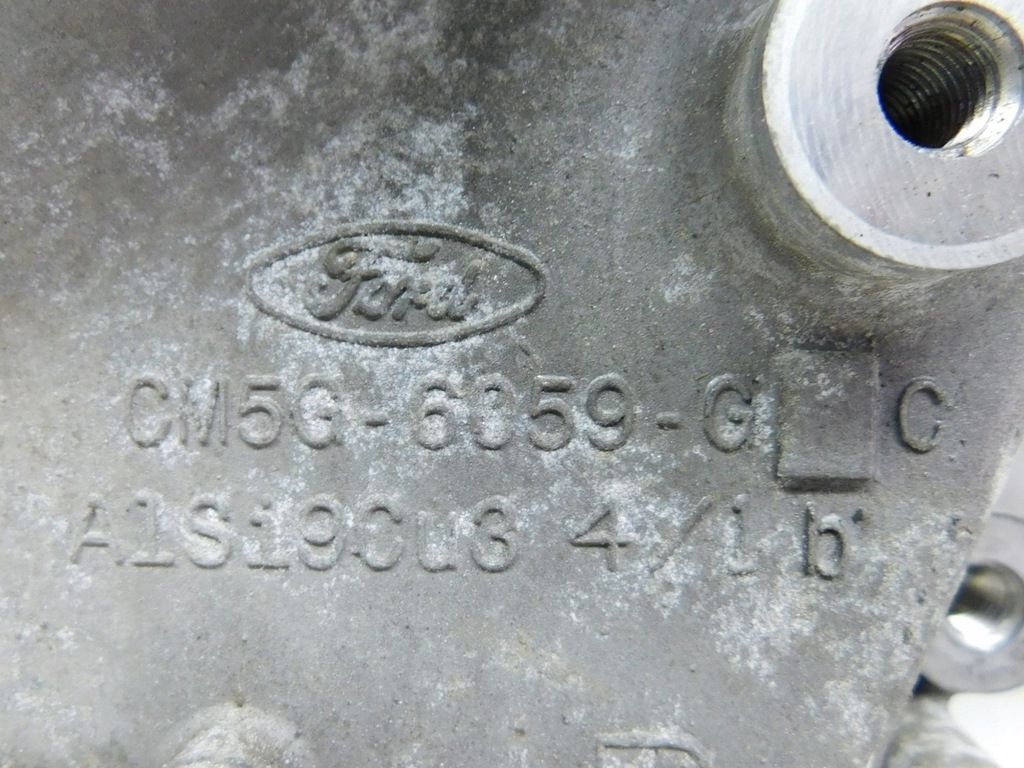 Ford
CM5G-6059-G C
AlSi9Cu3 4/1 b